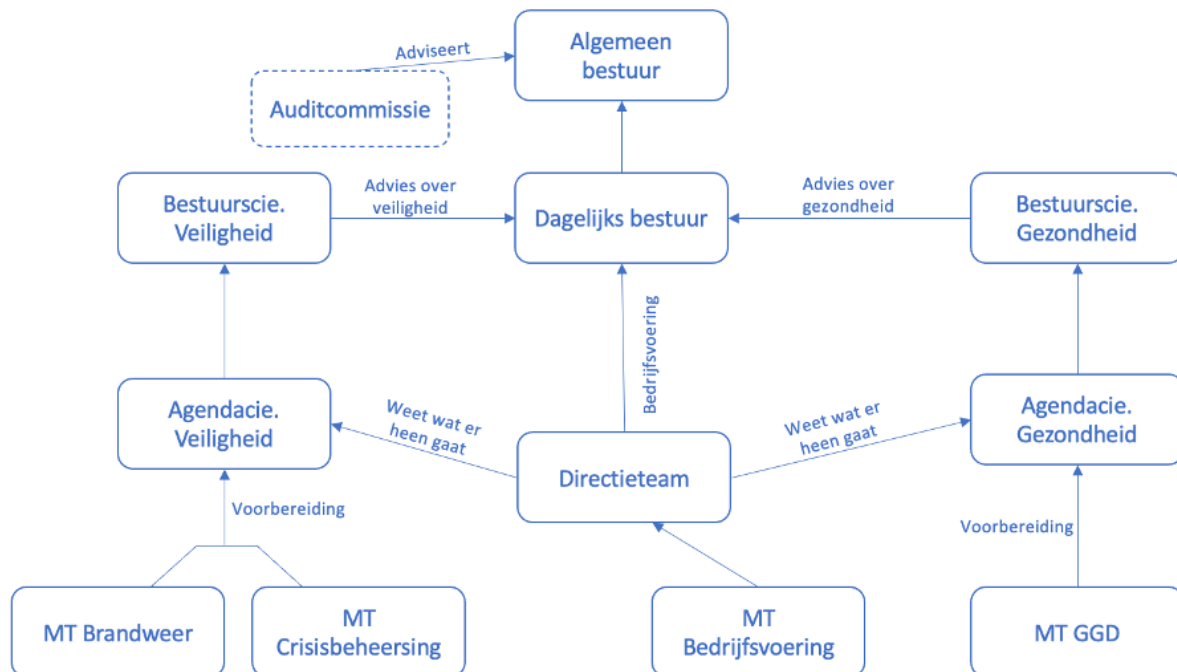 Algemeen
bestuur
Adviseert
Auditcommissie
Bestuurscie.
Veiligheid
Advies over
veiligheid
Dagelijks bestuur
Advies over
gezondheid
Bestuurscie.
Gezondheid
Bedrijfsvoering
Agendacie.
Veiligheid
Weet wat er
heen gaat
Directieteam
Weet wat er
heen gaat
Agendacie.
Gezondheid
Voorbereiding
Voorbereiding
MT Brandweer
MT
Crisisbeheersing
MT
Bedrijfsvoering
MT GGD